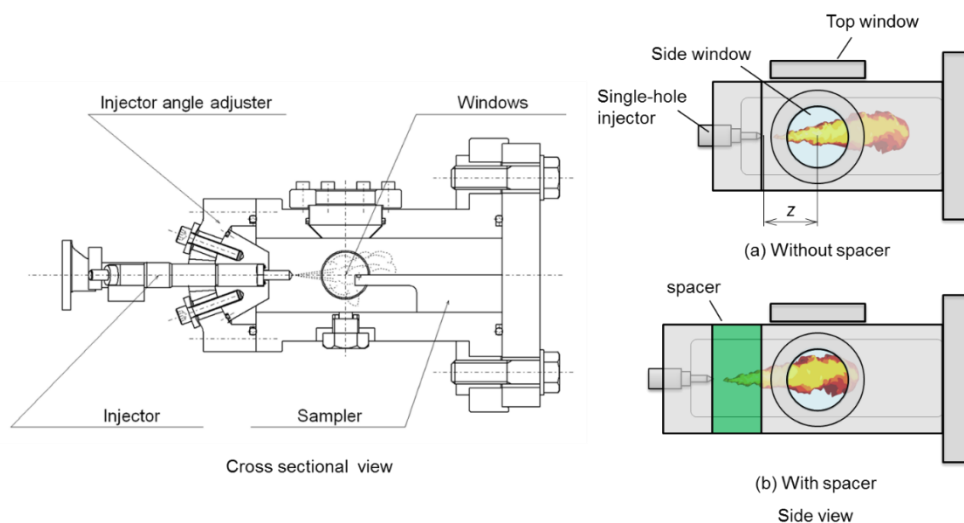 Injector angle adjuster
Windows
Injector
Sampler
Cross sectional view
Top window
Side window
Single-hole
injector
z
(a) Without spacer
spacer
(b) With spacer
Side view